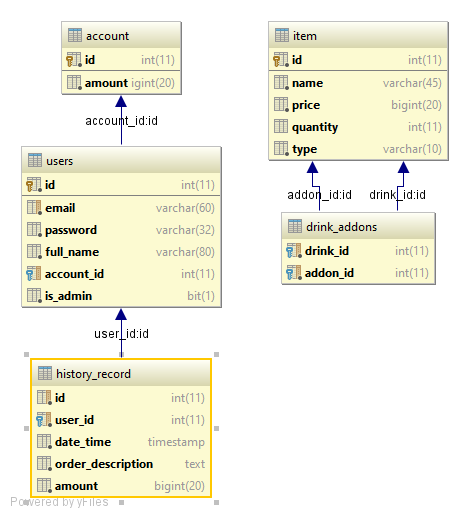 account
id int(11)
amount igint(20)
account_id:id
users
id int(11)
email varchar(60)
password varchar(32)
full_name varchar(80)
account_id int(11)
is_admin bit(1)
user_id:id
history_record
id int(11)
user_id int(11)
date_time timestamp
order_description text
amount bigint(20)
item
id int(11)
name varchar(45)
price bigint(20)
quantity int(11)
type varchar(10)
addon_id:id drink_id:id
drink_addons
drink_id int(11)
addon_id int(11)
Powered by yFiles